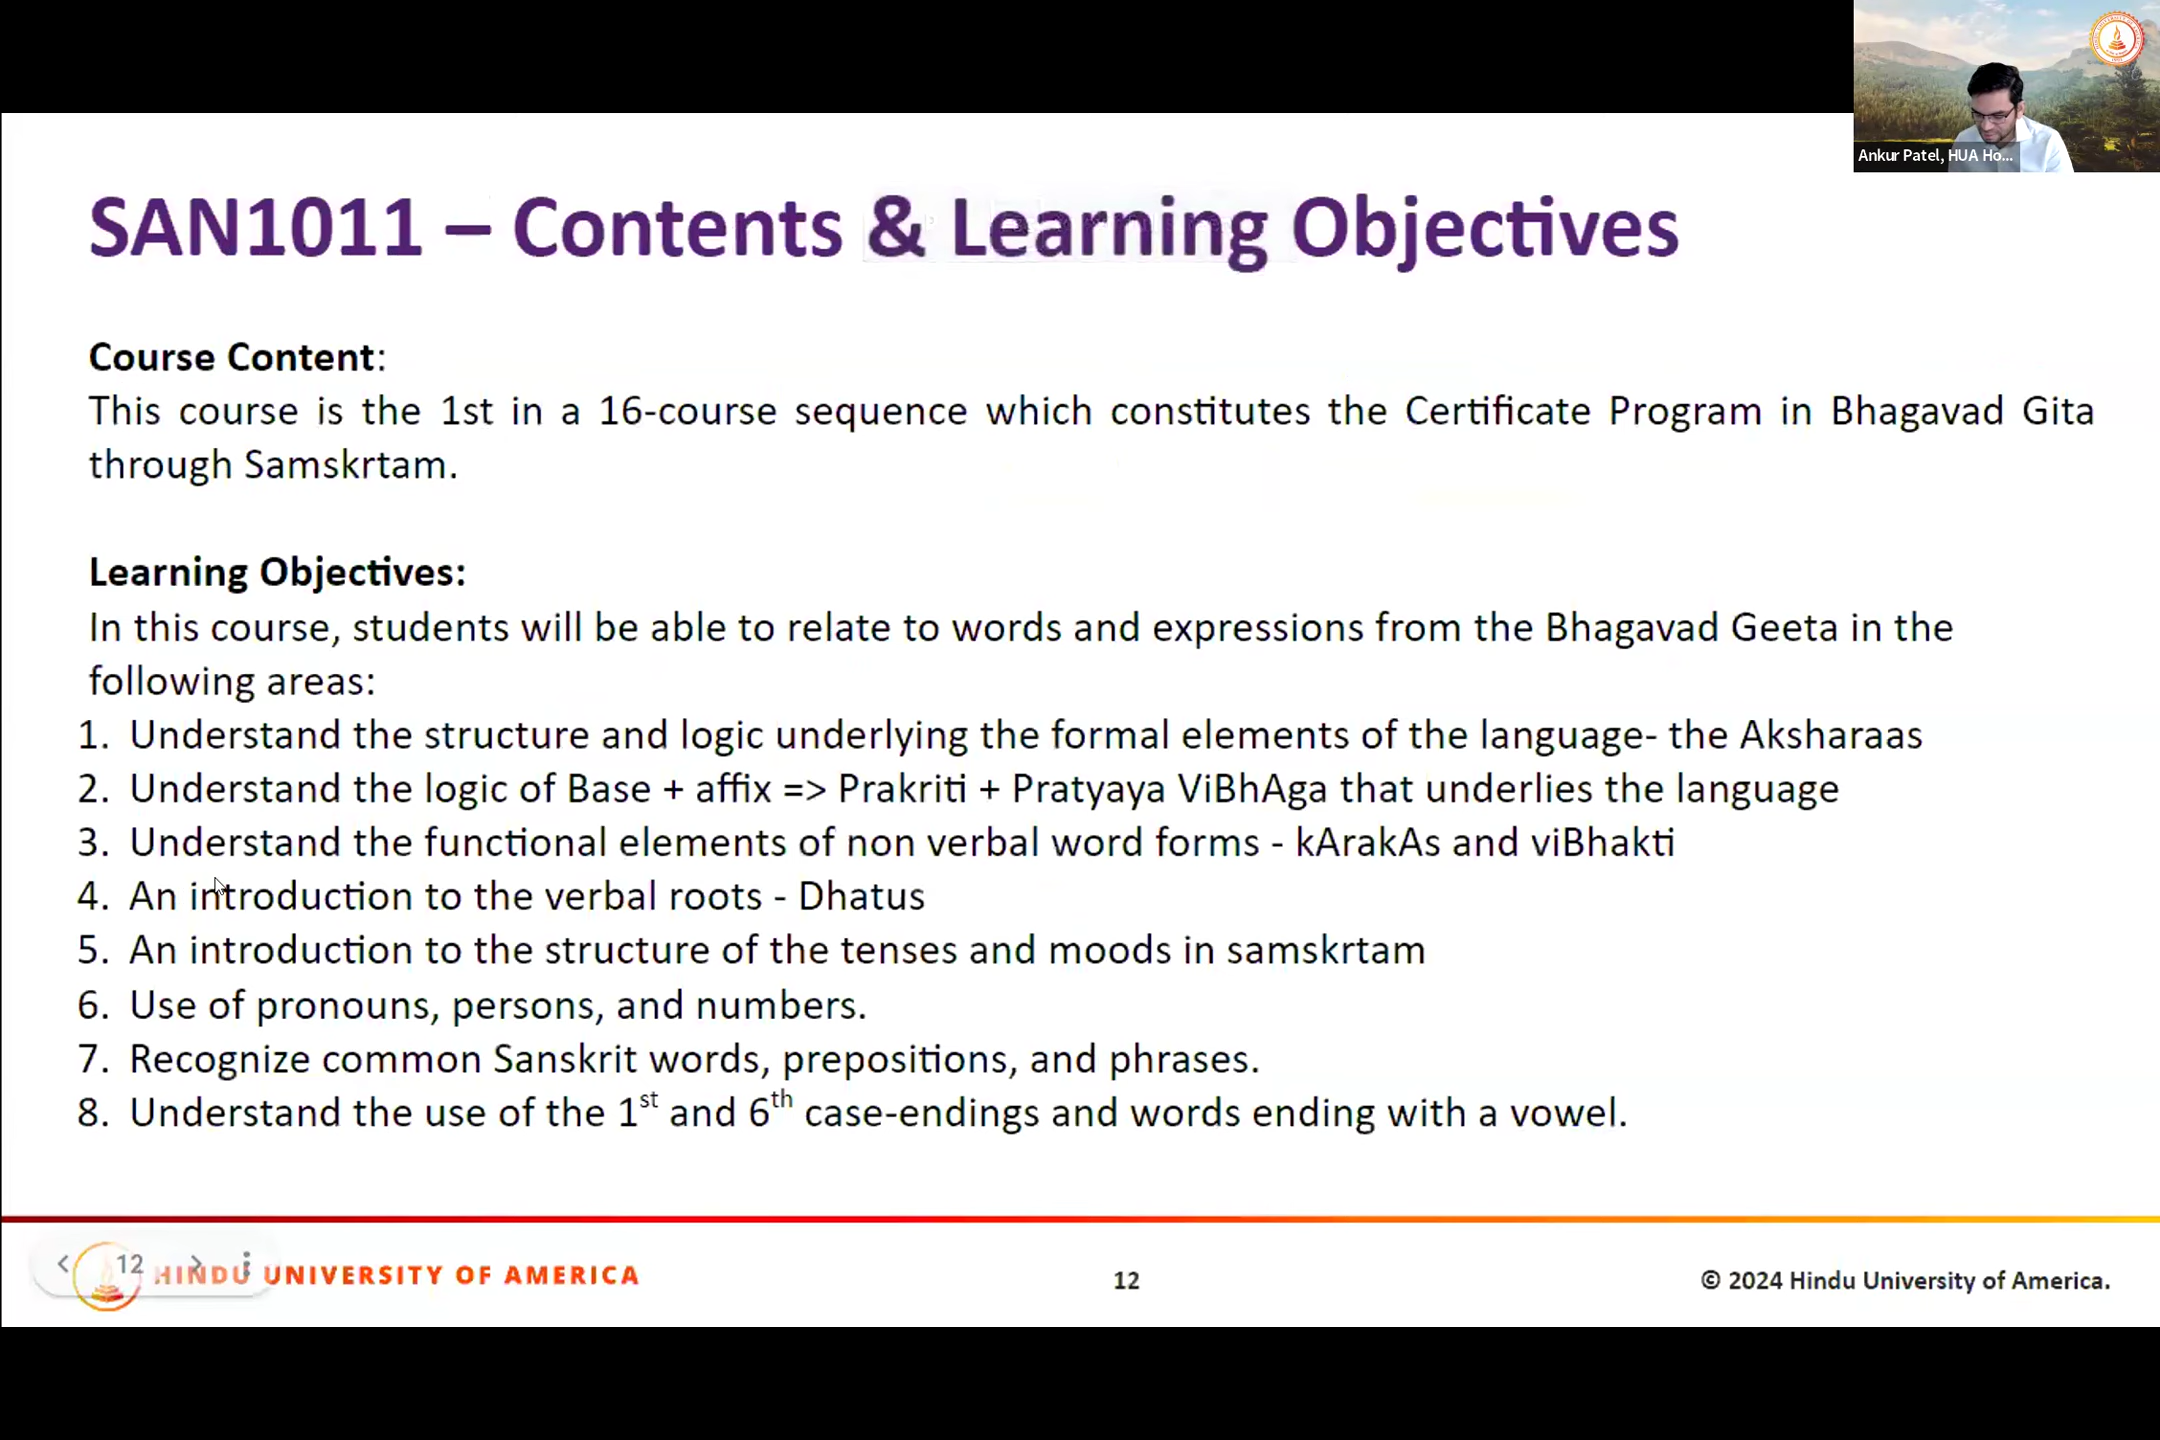 Ankur Patel, HUA Ho...
SAN1011 – Contents & Learning Objectives
Course Content:
This course is the 1st in a 16-course sequence which constitutes the Certificate Program in Bhagavad Gita
through Samskrtam.
Learning Objectives:
In this course, students will be able to relate to words and expressions from the Bhagavad Geeta in the
following areas:
1. Understand the structure and logic underlying the formal elements of the language- the Aksharaas
2. Understand the logic of Base + affix => Prakriti + Pratyaya ViBhAga that underlies the language
3. Understand the functional elements of non verbal word forms - kArakAs and viBhakti
4. An introduction to the verbal roots - Dhatus
5. An introduction to the structure of the tenses and moods in samskrtam
6. Use of pronouns, persons, and numbers.
7. Recognize common Sanskrit words, prepositions, and phrases.
8. Understand the use of the 1st and 6th case-endings and words ending with a vowel.
12
HINDU UNIVERSITY OF AMERICA
12
© 2024 Hindu University of America.